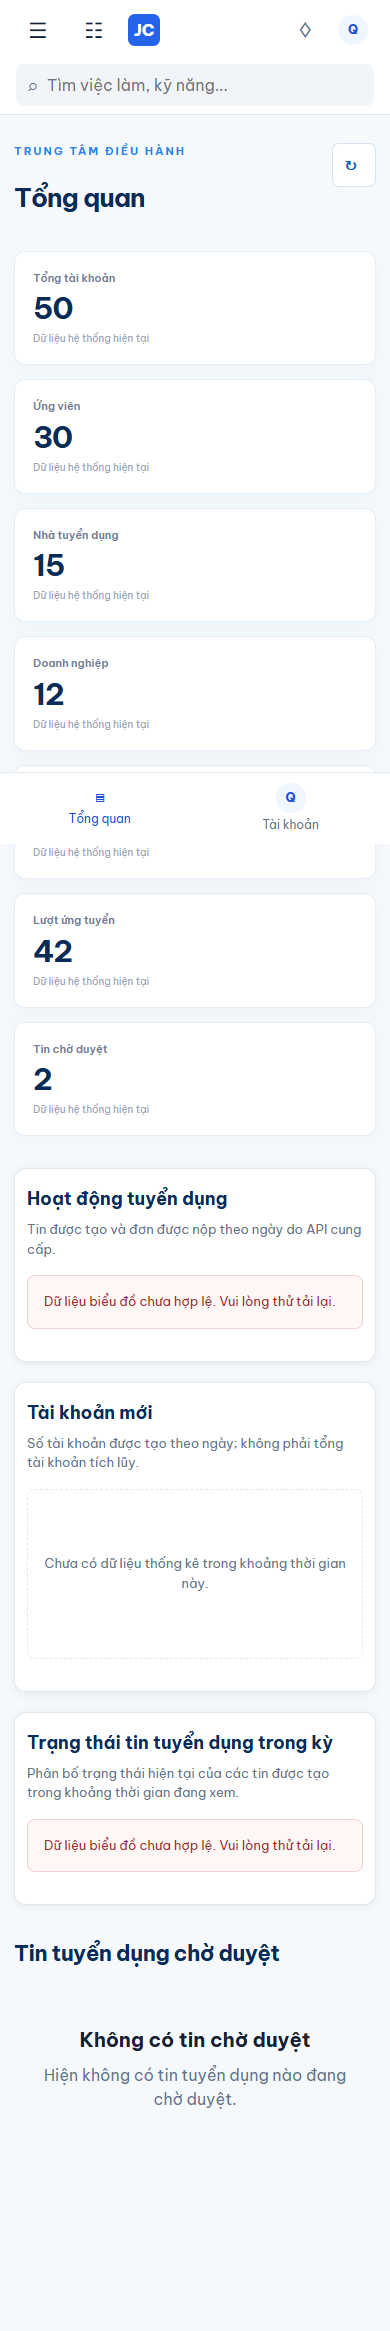 JC
Q
Tìm việc làm, kỹ năng...
TRUNG TÂM ĐIỀU HÀNH
Tổng quan
Tổng tài khoản
50
Dữ liệu hệ thống hiện tại
Ứng viên
30
Dữ liệu hệ thống hiện tại
Nhà tuyển dụng
15
Dữ liệu hệ thống hiện tại
Doanh nghiệp
12
Dữ liệu hệ thống hiện tại
Tổng quan
Q
Tài khoản
Dữ liệu hệ thống hiện tại
Lượt ứng tuyển
42
Dữ liệu hệ thống hiện tại
Tin chờ duyệt
2
Dữ liệu hệ thống hiện tại
Hoạt động tuyển dụng
Tin được tạo và đơn được nộp theo ngày do API cung
cấp.
Dữ liệu biểu đồ chưa hợp lệ. Vui lòng thử tải lại.
Tài khoản mới
Số tài khoản được tạo theo ngày; không phải tổng
tài khoản tích lũy.
Chưa có dữ liệu thống kê trong khoảng thời gian
này.
Trạng thái tin tuyển dụng trong kỳ
Phân bố trạng thái hiện tại của các tin được tạo
trong khoảng thời gian đang xem.
Dữ liệu biểu đồ chưa hợp lệ. Vui lòng thử tải lại.
Tin tuyển dụng chờ duyệt
Không có tin chờ duyệt
Hiện không có tin tuyển dụng nào đang
chờ duyệt.